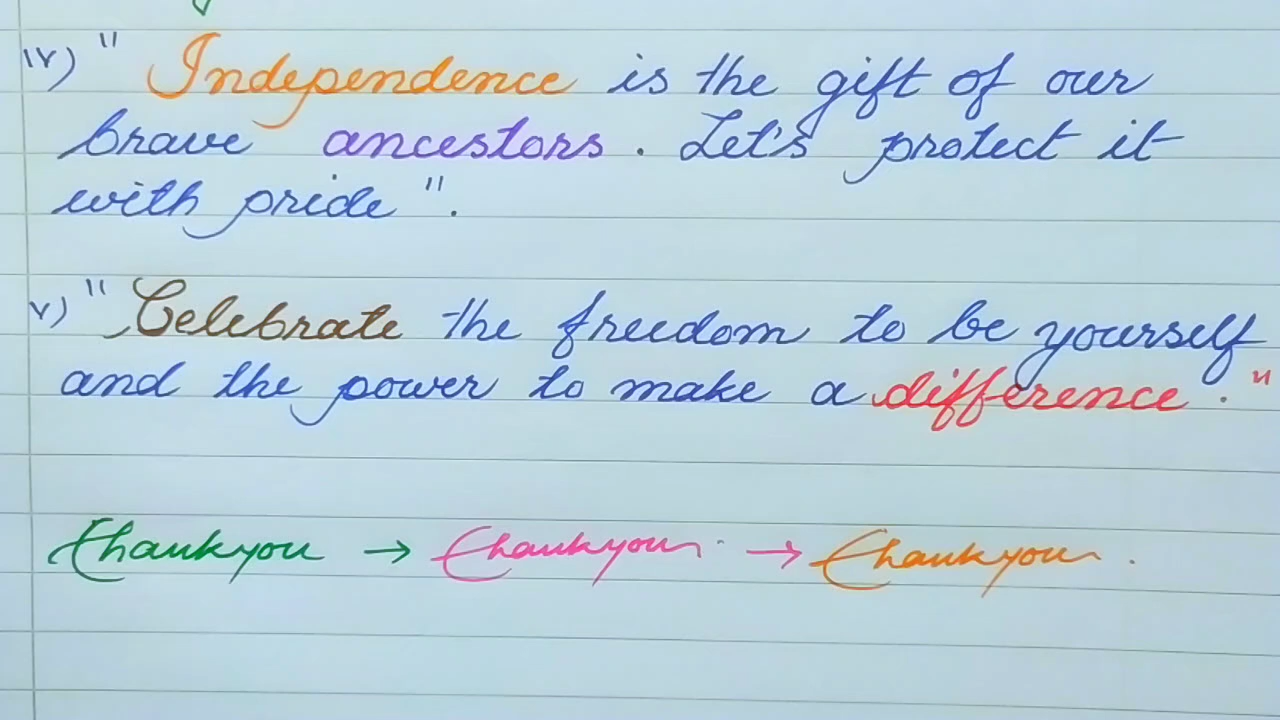 iv) " Independence is the gift of our
brave ancestors. Let's protect it
with pride".
v) "Celebrate the freedom to be yourself
and the power to make a difference."
Thankyou → Thankyou. → Thankyou.